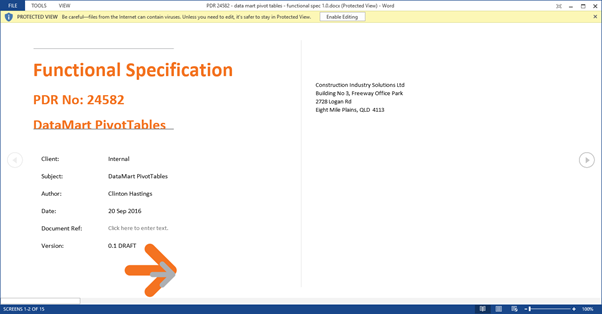 PDR 24582 - data mart pivot tables - functional spec 1.0.docx (Protected View) - Word
FILE TOOLS VIEW
PROTECTED VIEW Be careful—files from the Internet can contain viruses. Unless you need to edit, it's safer to stay in Protected View. Enable Editing
Functional Specification
PDR No: 24582
DataMart PivotTables
Client: Internal
Subject: DataMart PivotTables
Author: Clinton Hastings
Date: 20 Sep 2016
Document Ref: Click here to enter text.
Version: 0.1 DRAFT
Construction Industry Solutions Ltd
Building No 3, Freeway Office Park
2728 Logan Rd
Eight Mile Plains, QLD 4113
SCREENS 1-2 OF 15
100%